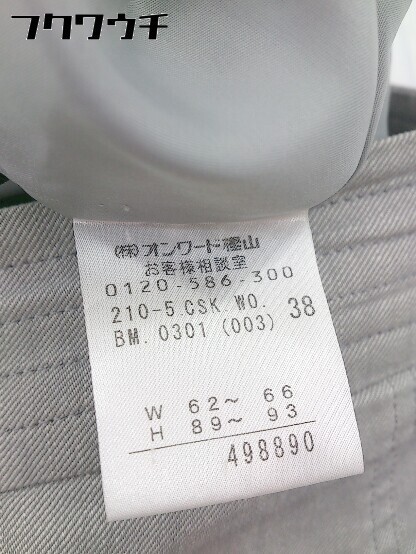 フクワウチ
㈱オンワード樫山
お客様相談室
0120-586-300
210-5.CSK WO. 38
BM. 0301 (003)
W 62～ 66
H 89～ 93
498890